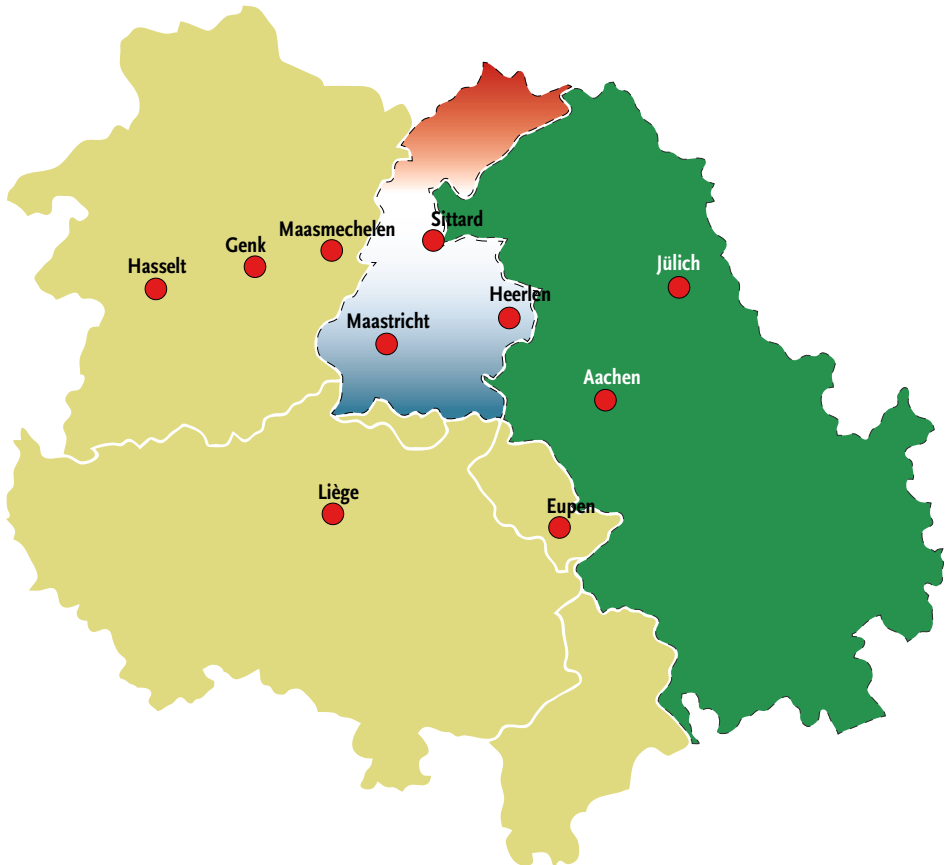 Sittard
Maasmechelen
Genk
Hasselt
Jülich
Heerlen
Maastricht
Aachen
Liège
Eupen